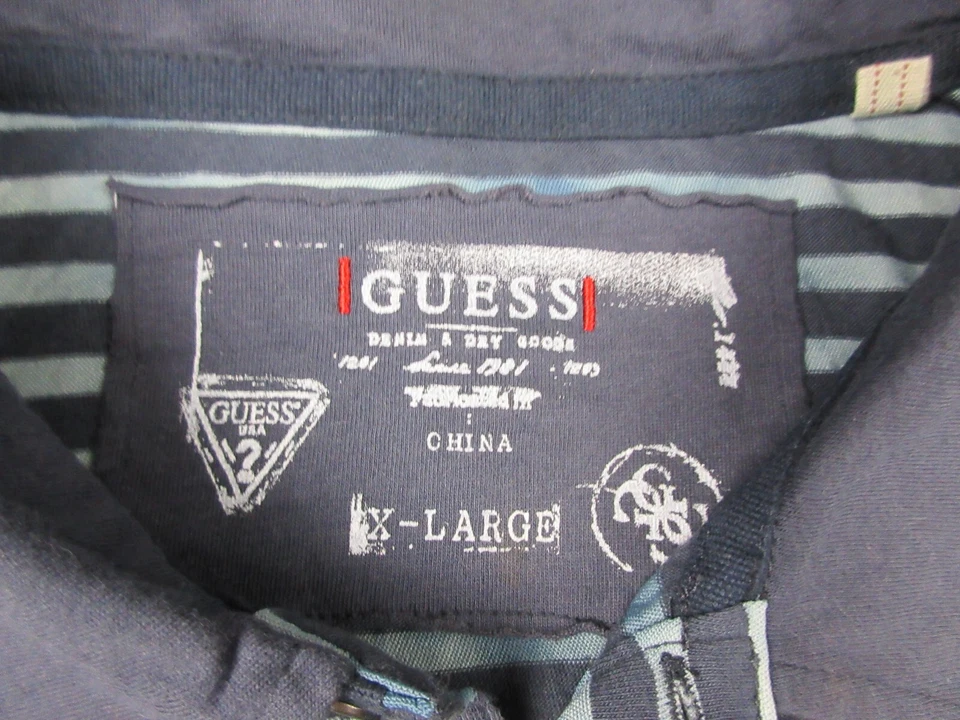 GUESS
DENIM & DRY GOODS
Since 1981
CHINA
GUESS
USA
?
X-LARGE